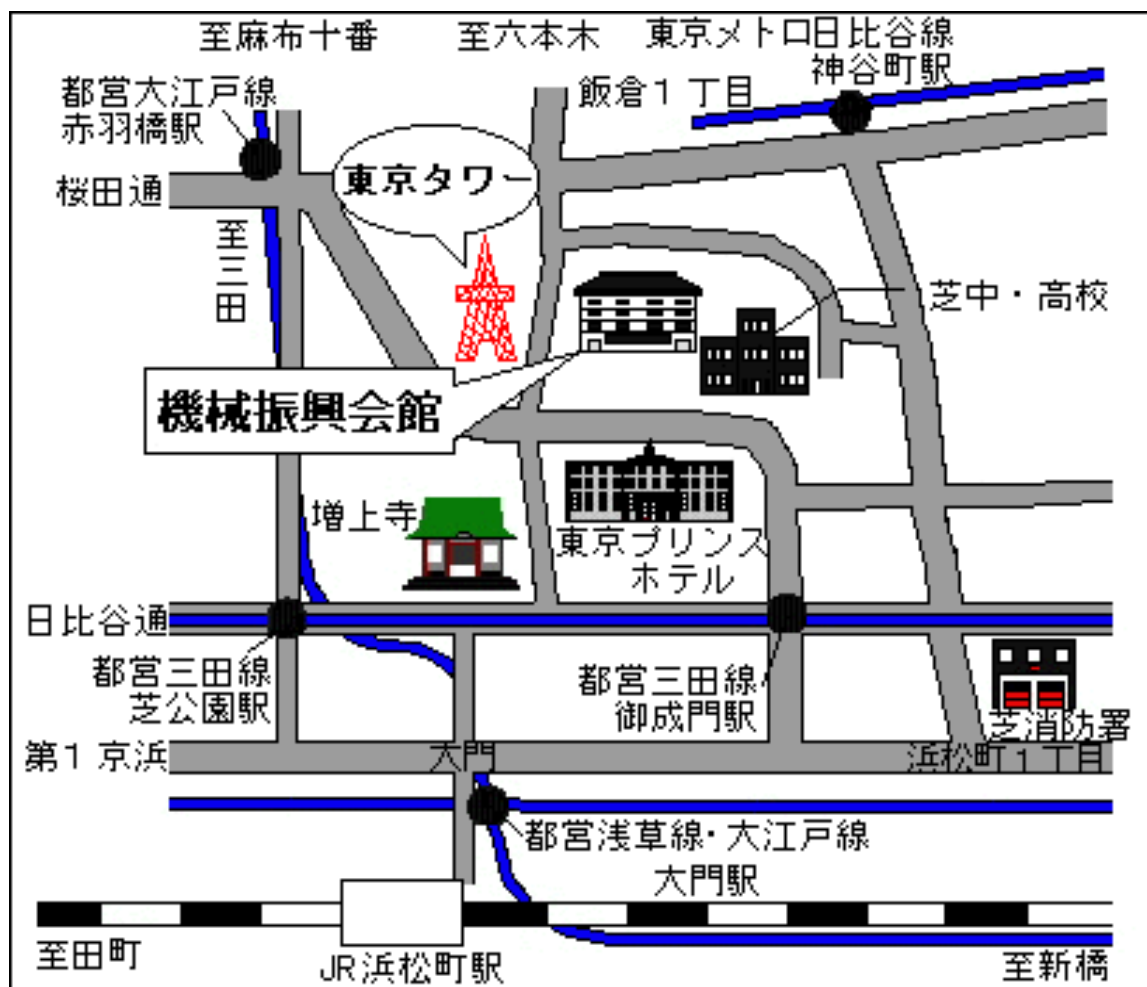 至麻布十番
至六本木
東京メトロ日比谷線
神谷町駅
都営大江戸線
赤羽橋駅
飯倉1丁目
東京タワー
桜田通
至三田
芝中・高校
機械振興会館
増上寺
東京プリンス
ホテル
日比谷通
都営三田線
芝公園駅
都営三田線
御成門駅
芝消防署
第1京浜
大門
浜松町1丁目
都営浅草線・大江戸線
大門駅
至田町
JR浜松町駅
至新橋